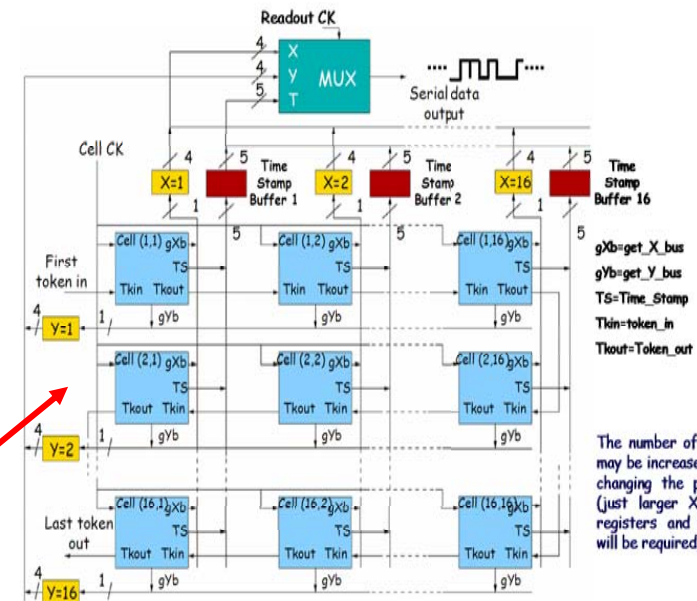 Readout CK
4
4
5
X
Y
T
MUX
Serial data
output
Cell CK
4
5
4
5
4
5
X=1
Time
Stamp
Buffer 1
X=2
Time
Stamp
Buffer 2
X=16
Time
Stamp
Buffer 16
1
5
1
5
1
5
First
token in
Cell (1,1) gXb
TS
Tkin Tkout
gYb
Cell (1,2) gXb
TS
Tkin Tkout
gYb
Cell (1,16) gXb
TS
Tkin Tkout
gYb
4
Y=1
1
Cell (2,1) gXb
TS
Tkout Tkin
gYb
Cell (2,2) gXb
TS
Tkout Tkin
gYb
Cell (2,16) gXb
TS
Tkout Tkin
gYb
4
Y=2
1
Last token
out
Cell (16,1) gXb
TS
Tkout Tkin
gYb
Cell (16,2) gXb
TS
Tkout Tkin
gYb
Cell (16,16) gXb
TS
Tkout Tkin
gYb
4
Y=16
1
gXb=get_X_bus
gYb=get_Y_bus
TS=Time_Stamp
Tkin=token_in
Tkout=Token_out
The number of
may be increase
changing the p
(just larger X
registers and
will be required